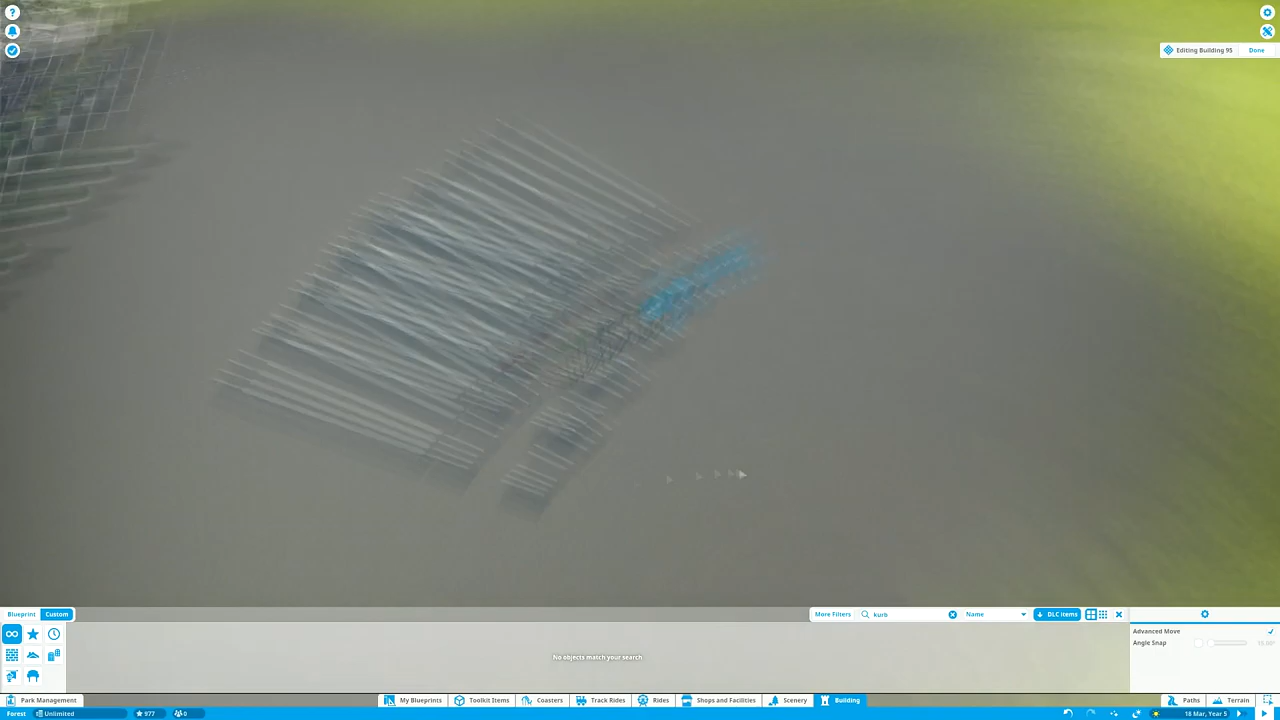 ?
Editing Building 95 Done
Blueprint Custom More Filters kurb Name DLC items
Advanced Move
Angle Snap
No objects match your search
Park Management My Blueprints Toolkit Items Coasters Track Rides Rides Shops and Facilities Scenery Building Paths Terrain
Forest Unlimited 977 0 18 Mar, Year 5